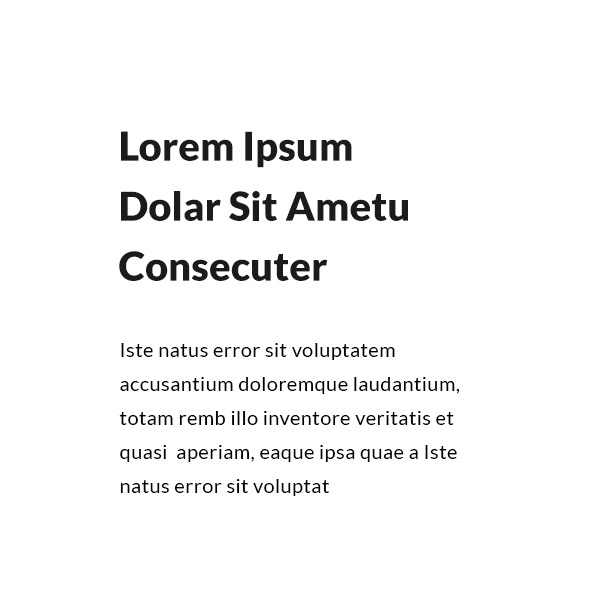 Lorem Ipsum
Dolar Sit Ametu
Consecuter
Iste natus error sit voluptatem
accusantium doloremque laudantium,
totam remb illo inventore veritatis et
quasi  aperiam, eaque ipsa quae a Iste
natus error sit voluptat